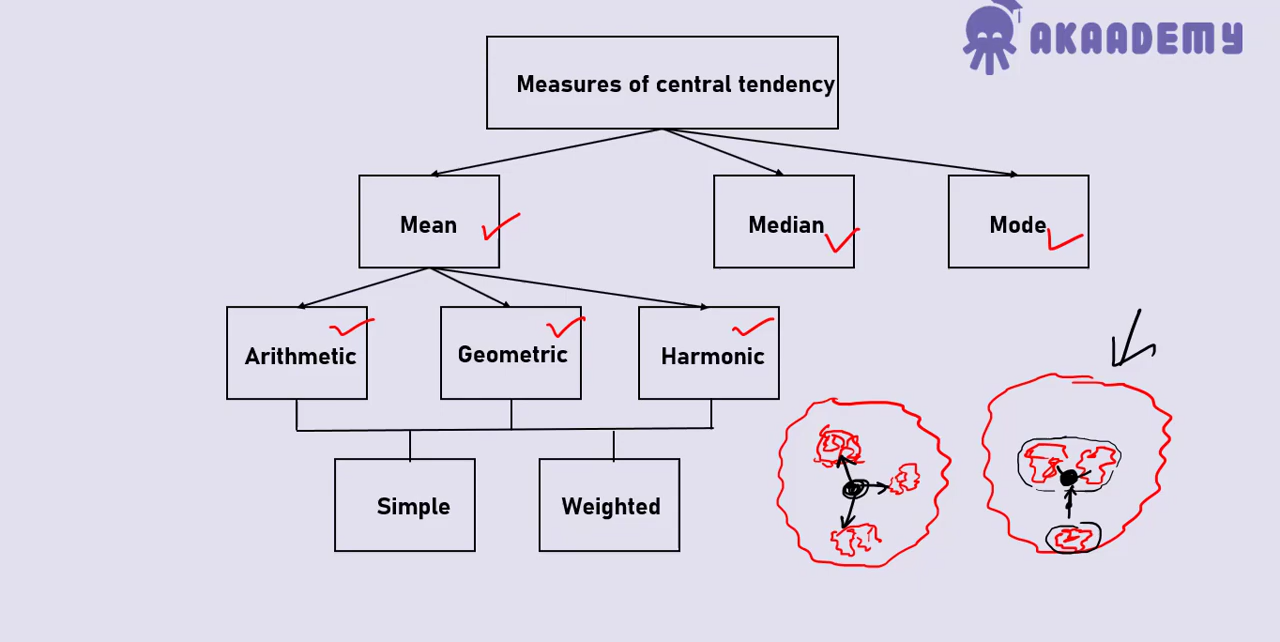 AKAADEMY
Measures of central tendency
Mean
Median
Mode
Arithmetic
Geometric
Harmonic
Simple
Weighted